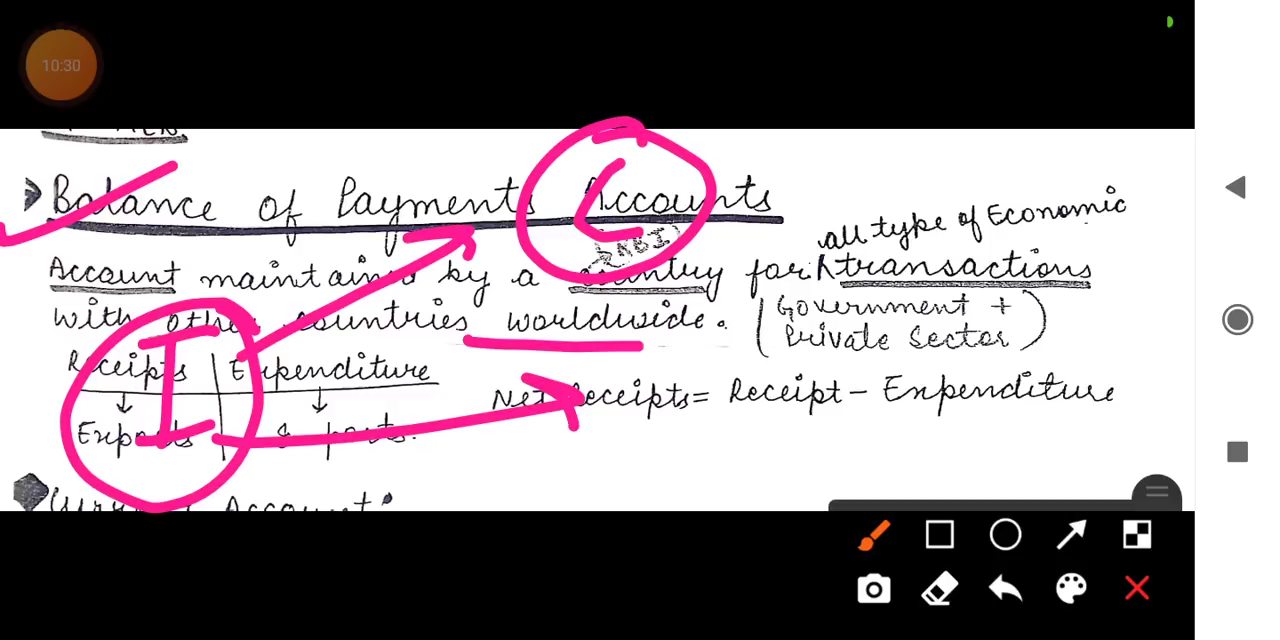 10:30
Balance of Payments Accounts
(RBI)
all type of Economic
Account maintained by a country for transactions
with other countries worldwide. (Government +
Private Sector)
Receipts Expenditure
Net Receipts = Receipt - Expenditure
Exports
I
C
Account: